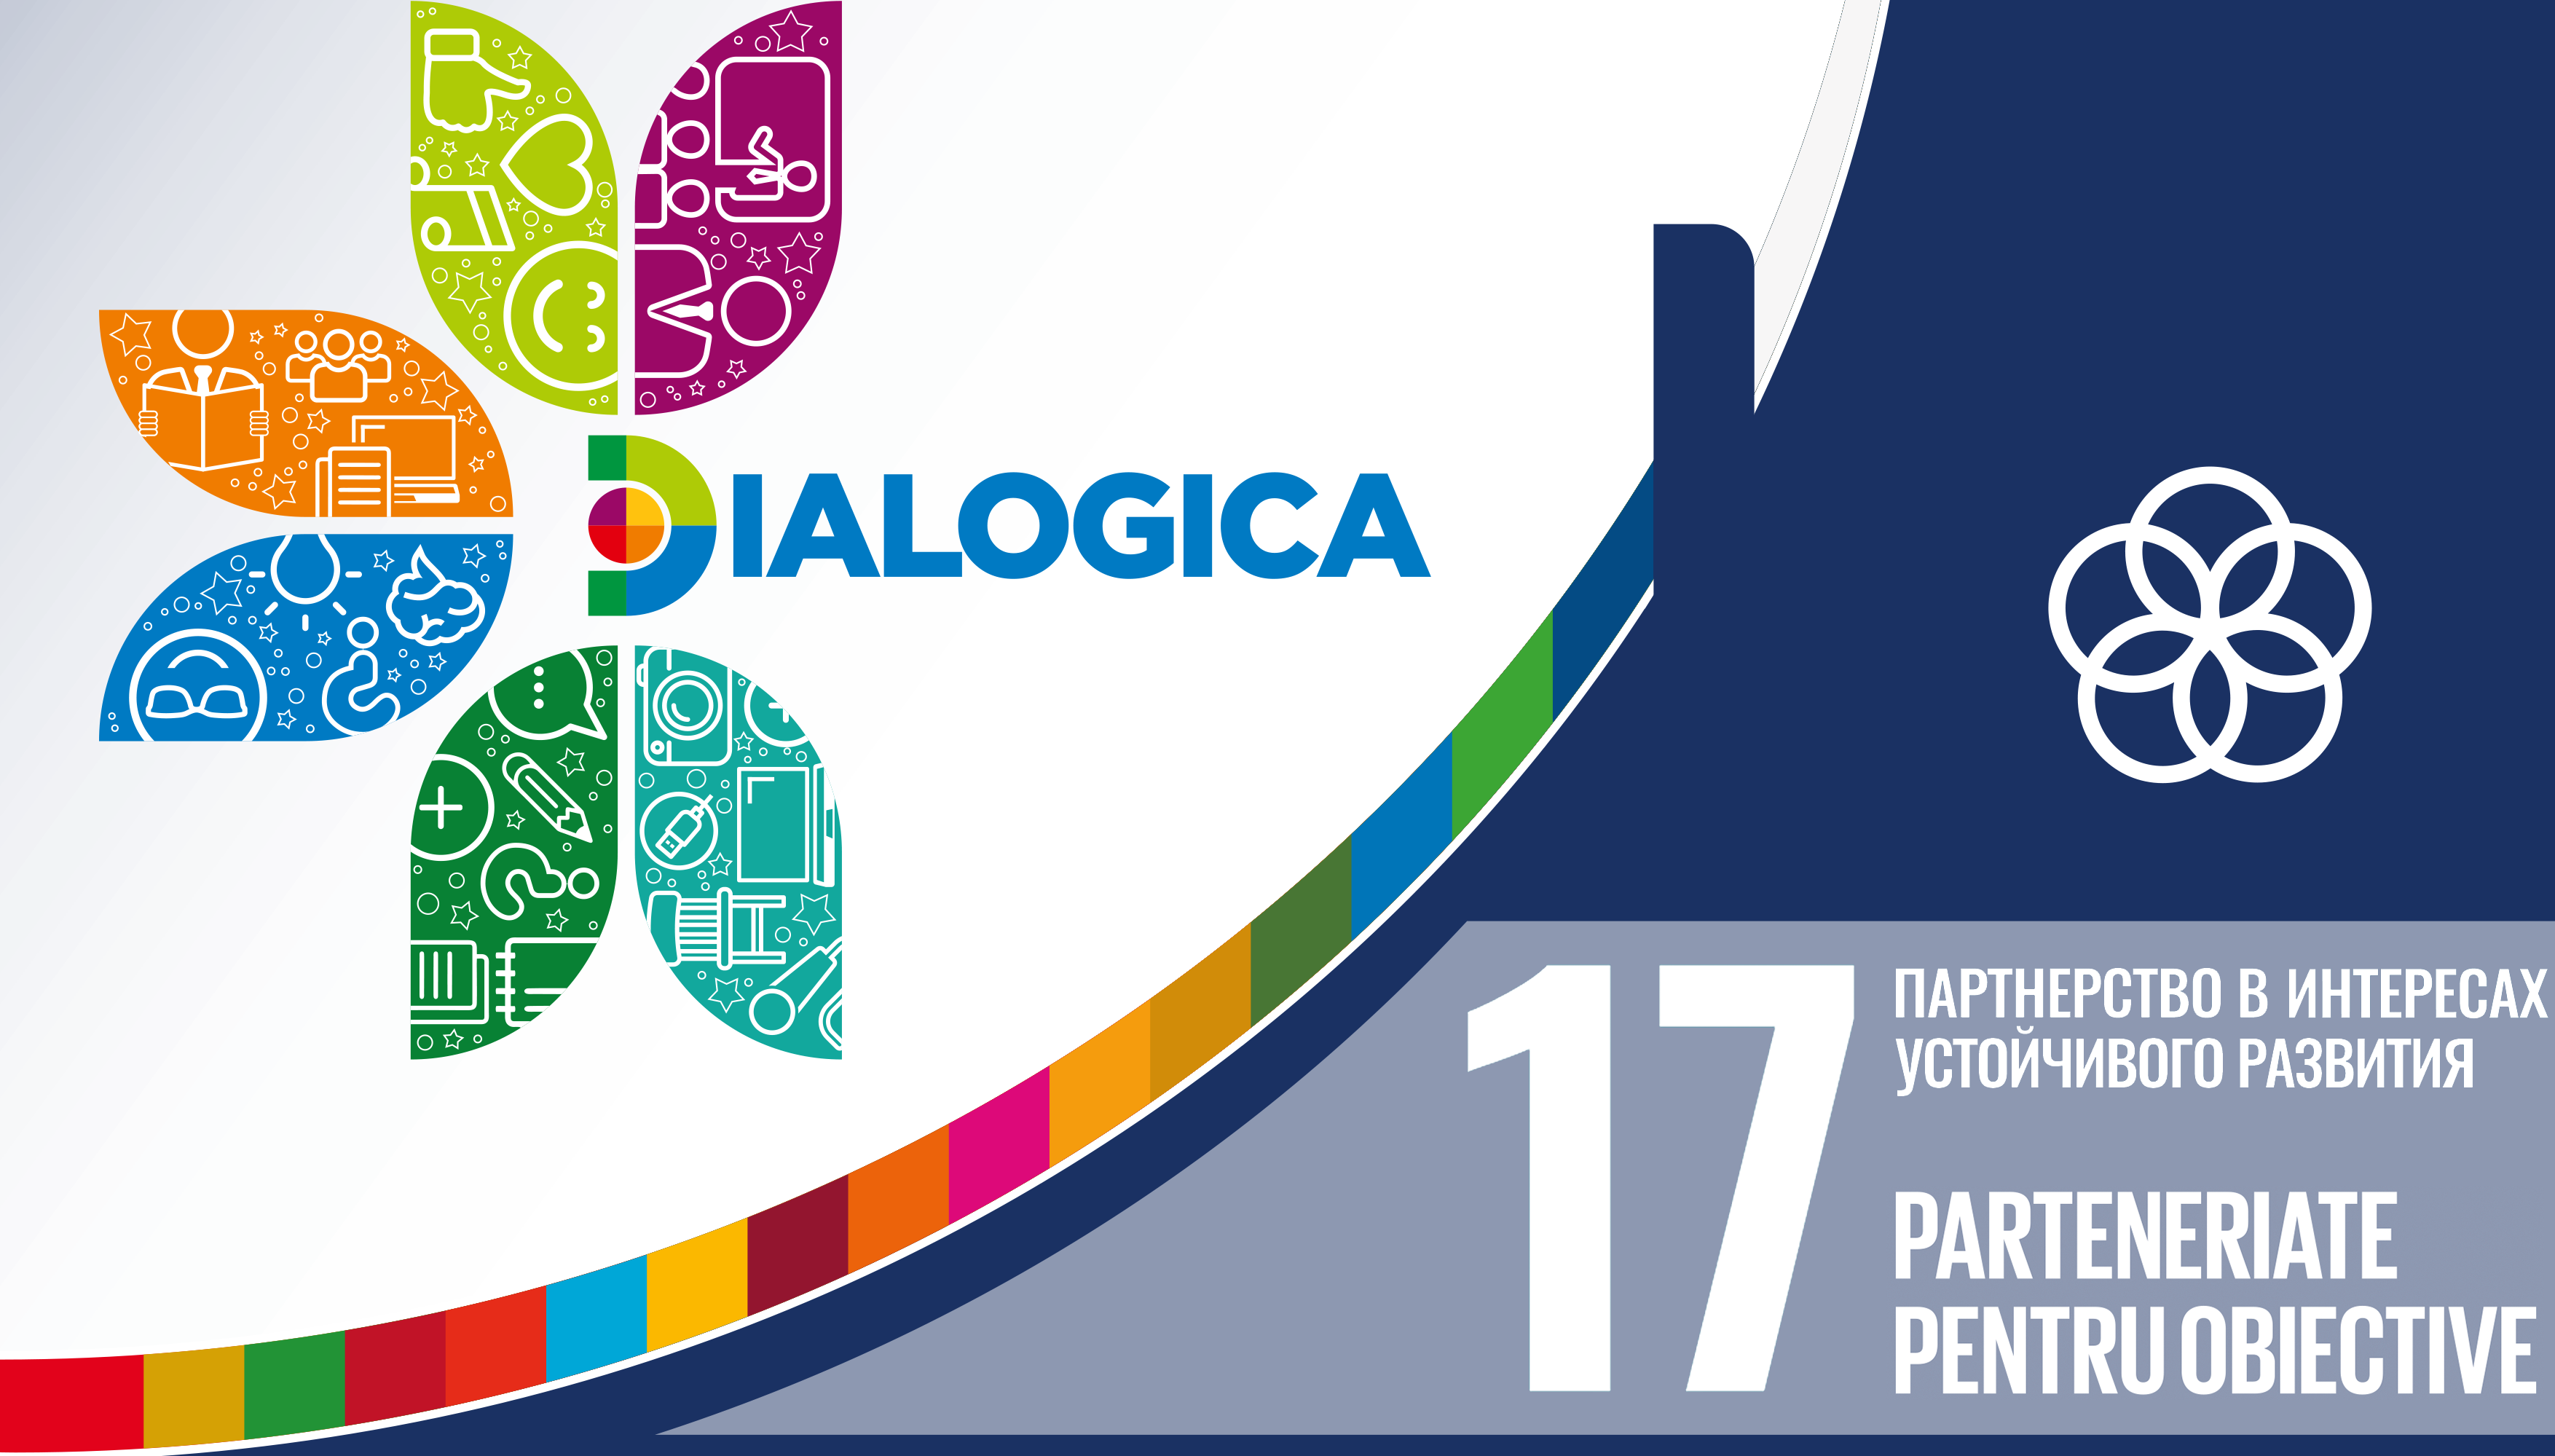 DIALOGICA
17
ПАРТНЕРСТВО В ИНТЕРЕСАХ
УСТОЙЧИВОГО РАЗВИТИЯ
PARTENERIATE
PENTRU OBIECTIVE